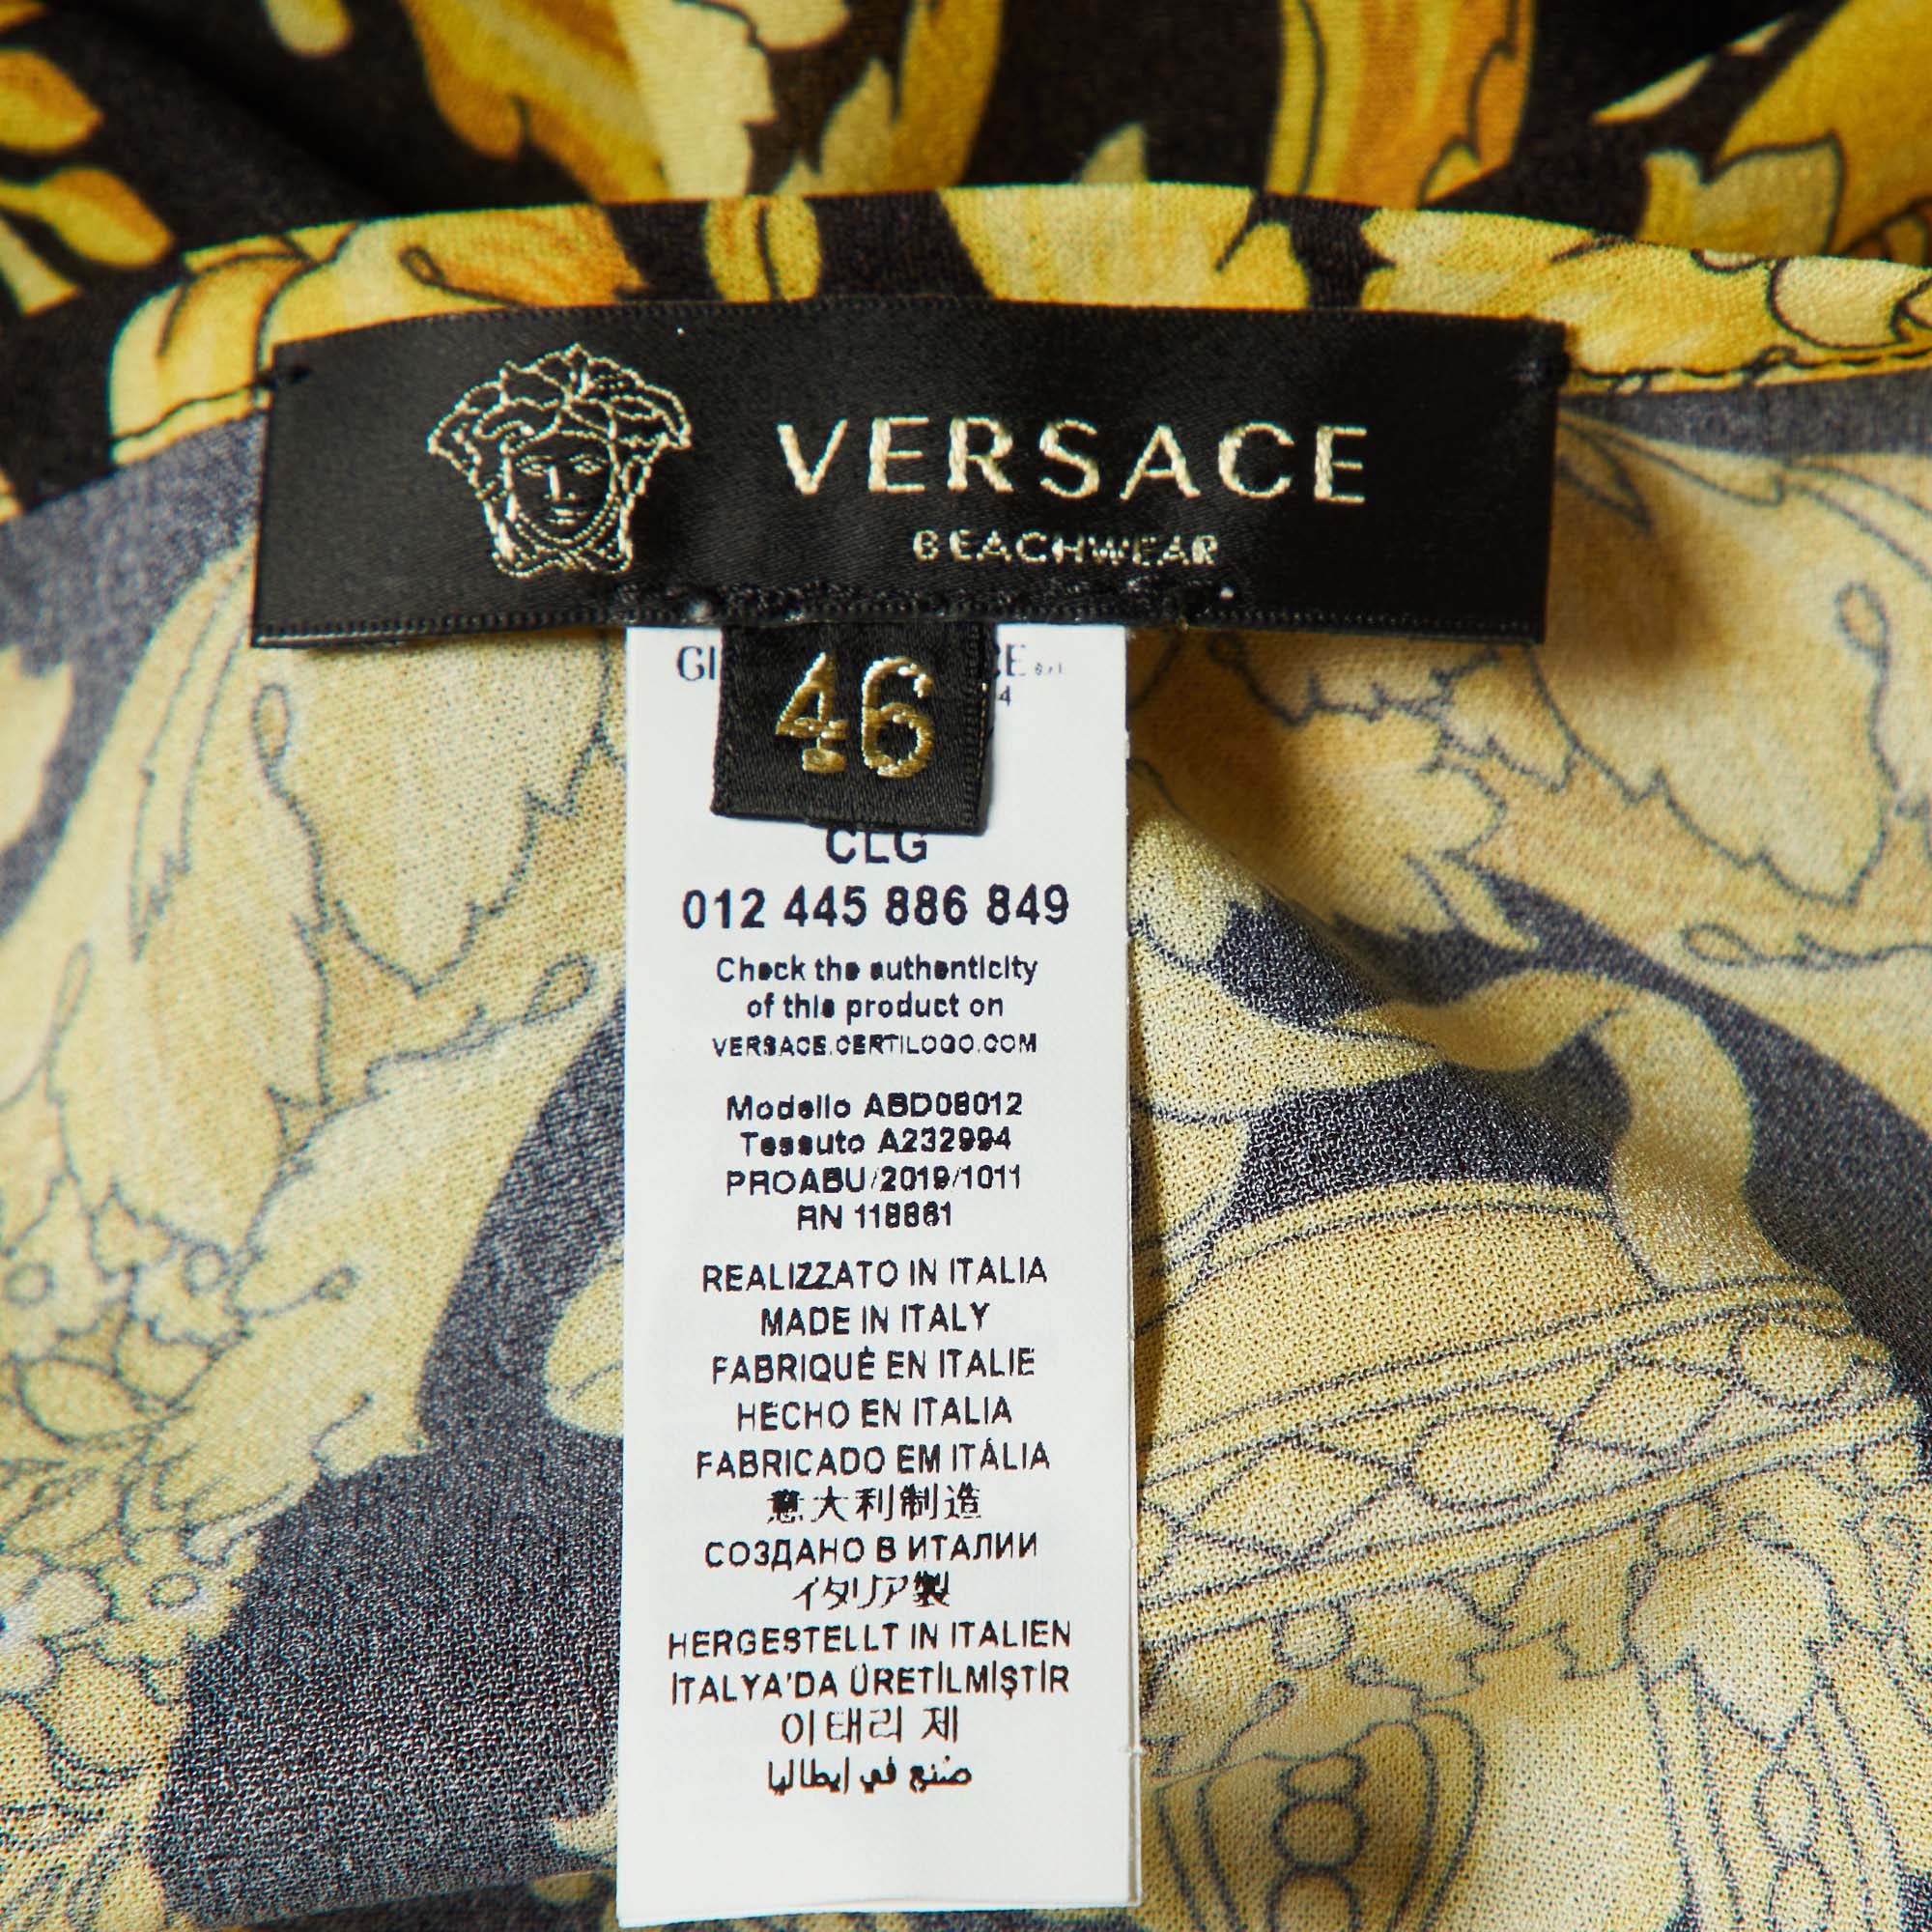 VERSACE
BEACHWEAR
46
CLG
012 445 886 849
Check the authenticity
of this product on
VERSACE.CERTILOGO.COM
Modello ABD08012
Tessuto A232994
PROABU/2019/1011
RN 118861
REALIZZATO IN ITALIA
MADE IN ITALY
FABRIQUÉ EN ITALIE
HECHO EN ITALIA
FABRICADO EM ITÁLIA
意大利制造
СОЗДАНО В ИТАЛИИ
イタリア製
HERGESTELLT IN ITALIEN
İTALYA'DA ÜRETİLMİŞTİR
이태리 제
صنع في إيطاليا